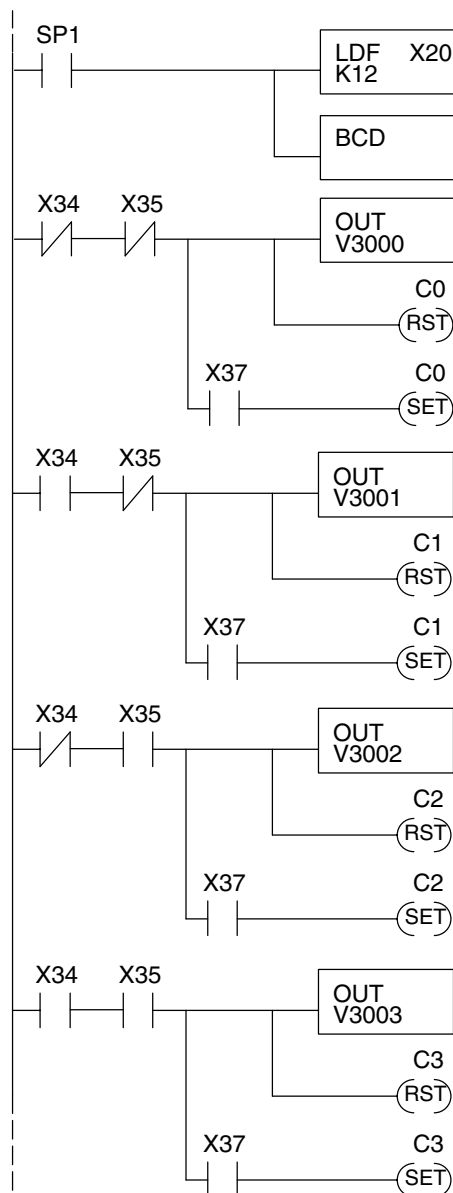 SP1
LDF X20
K12
BCD
X34 X35
OUT
V3000
C0
RST
X37 C0
SET
X34 X35
OUT
V3001
C1
RST
X37 C1
SET
X34 X35
OUT
V3002
C2
RST
X37 C2
SET
X34 X35
OUT
V3003
C3
RST
X37 C3
SET